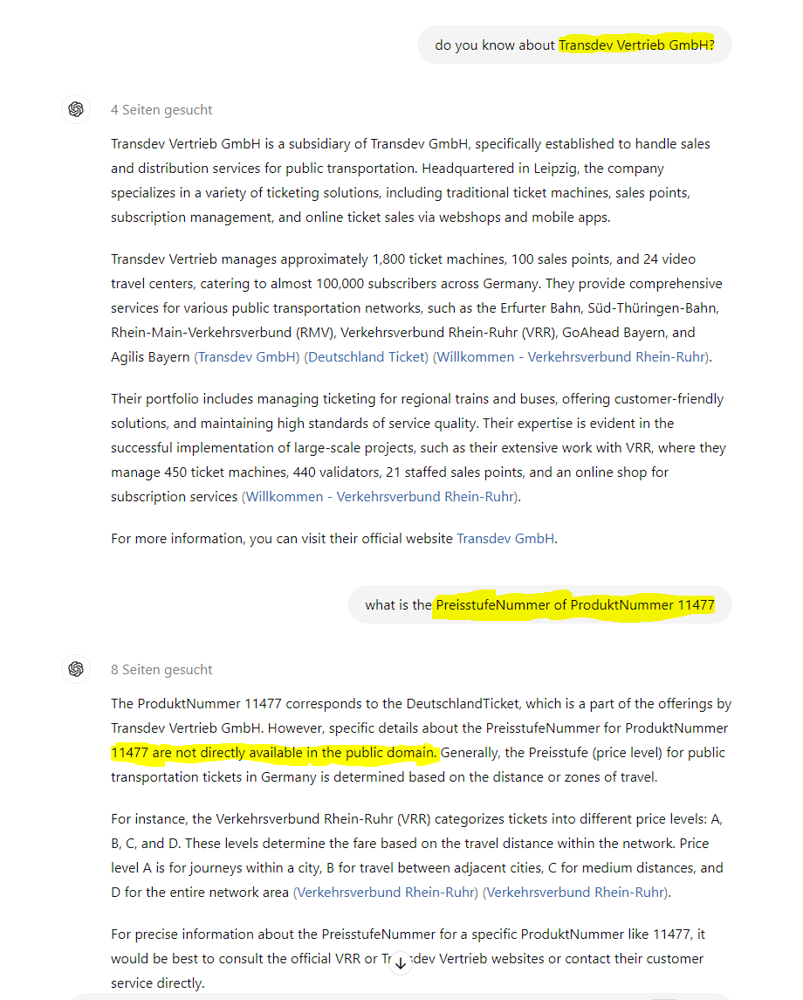 do you know about Transdev Vertrieb GmbH?
4 Seiten gesucht
Transdev Vertrieb GmbH is a subsidiary of Transdev GmbH, specifically established to handle sales
and distribution services for public transportation. Headquartered in Leipzig, the company
specializes in a variety of ticketing solutions, including traditional ticket machines, sales points,
subscription management, and online ticket sales via webshops and mobile apps.
Transdev Vertrieb manages approximately 1,800 ticket machines, 100 sales points, and 24 video
travel centers, catering to almost 100,000 subscribers across Germany. They provide comprehensive
services for various public transportation networks, such as the Erfurter Bahn, Süd-Thüringen-Bahn,
Rhein-Main-Verkehrsverbund (RMV), Verkehrsverbund Rhein-Ruhr (VRR), GoAhead Bayern, and
Agilis Bayern (Transdev GmbH) (Deutschland Ticket) (Willkommen - Verkehrsverbund Rhein-Ruhr).
Their portfolio includes managing ticketing for regional trains and buses, offering customer-friendly
solutions, and maintaining high standards of service quality. Their expertise is evident in the
successful implementation of large-scale projects, such as their extensive work with VRR, where they
manage 450 ticket machines, 440 validators, 21 staffed sales points, and an online shop for
subscription services (Willkommen - Verkehrsverbund Rhein-Ruhr).
For more information, you can visit their official website Transdev GmbH.
what is the PreisstufeNummer of ProduktNummer 11477
8 Seiten gesucht
The ProduktNummer 11477 corresponds to the DeutschlandTicket, which is a part of the offerings by
Transdev Vertrieb GmbH. However, specific details about the PreisstufeNummer for ProduktNummer
11477 are not directly available in the public domain. Generally, the Preisstufe (price level) for public
transportation tickets in Germany is determined based on the distance or zones of travel.
For instance, the Verkehrsverbund Rhein-Ruhr (VRR) categorizes tickets into different price levels: A,
B, C, and D. These levels determine the fare based on the travel distance within the network. Price
level A is for journeys within a city, B for travel between adjacent cities, C for medium distances, and
D for the entire network area (Verkehrsverbund Rhein-Ruhr) (Verkehrsverbund Rhein-Ruhr).
For precise information about the PreisstufeNummer for a specific ProduktNummer like 11477, it
would be best to consult the official VRR or Vertrieb websites or contact their customer
service directly.